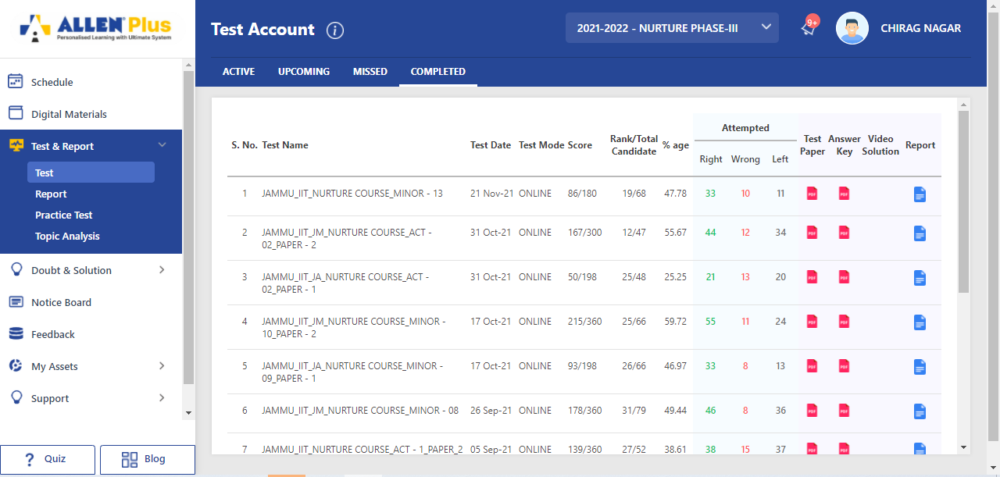 ALLEN Plus
Personalised Learning with Ultimate System
Test Account i
2021-2022 - NURTURE PHASE-III
9+
CHIRAG NAGAR
ACTIVE UPCOMING MISSED COMPLETED
Schedule
Digital Materials
Test & Report
Test
Report
Practice Test
Topic Analysis
Doubt & Solution
Notice Board
Feedback
My Assets
Support
? Quiz
Blog
S. No. Test Name Test Date Test Mode Score Rank/Total Candidate % age Attempted Test Paper Answer Key Video Solution Report
Right Wrong Left
1 JAMMU_IIT_NURTURE COURSE_MINOR - 13 21 Nov-21 ONLINE 86/180 19/68 47.78 33 10 11 PDF PDF
2 JAMMU_IIT_JM_NURTURE COURSE_ACT - 31 Oct-21 ONLINE 167/300 12/47 55.67 44 12 34 PDF PDF
02_PAPER - 2
3 JAMMU_IIT_JA_NURTURE COURSE_ACT - 31 Oct-21 ONLINE 50/198 25/48 25.25 21 13 20 PDF PDF
02_PAPER - 1
4 JAMMU_IIT_JM_NURTURE COURSE_MINOR - 17 Oct-21 ONLINE 215/360 25/66 59.72 55 11 24 PDF PDF
10_PAPER - 2
5 JAMMU_IIT_JA_NURTURE COURSE_MINOR - 17 Oct-21 ONLINE 93/198 26/66 46.97 33 8 13 PDF PDF
09_PAPER - 1
6 JAMMU_IIT_JM_NURTURE COURSE_MINOR - 08 26 Sep-21 ONLINE 178/360 31/79 49.44 46 8 36 PDF PDF
7 JAMMU_IIT_NURTURE COURSE_ACT - 1_PAPER_2 05 Sep-21 ONLINE 139/360 27/52 38.61 38 15 37 PDF PDF